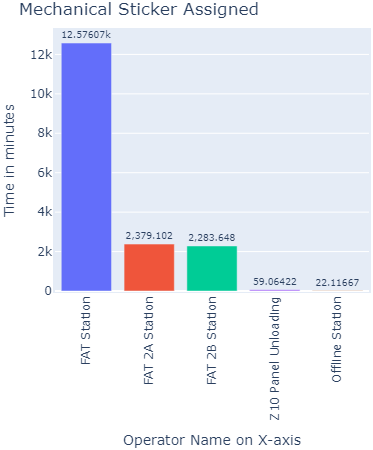 Mechanical Sticker Assigned
12.57607k
2,379.102
2,283.648
59.06422
22.11667
12k
10k
8k
6k
4k
2k
0
Time in minutes
FAT Station
FAT 2A Station
FAT 2B Station
Z10 Panel Unloading
Offline Station
Operator Name on X-axis